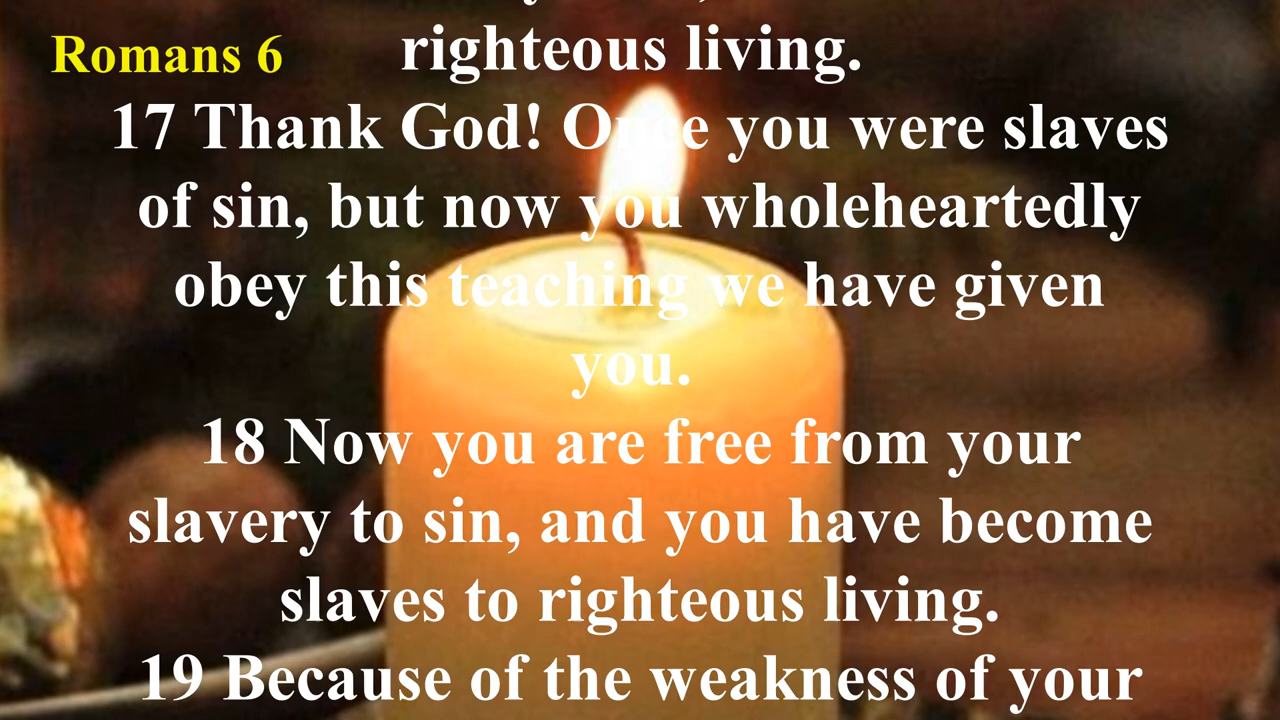 Romans 6
righteous living.
17 Thank God! Once you were slaves
of sin, but now you wholeheartedly
obey this teaching we have given
you.
18 Now you are free from your
slavery to sin, and you have become
slaves to righteous living.
19 Because of the weakness of your